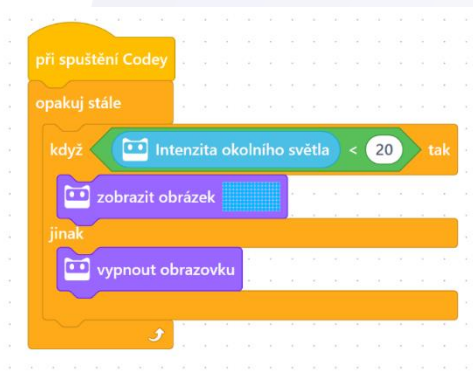 při spuštění Codey
opakuj stále
když Intenzita okolního světla < 20 tak
zobrazit obrázek
jinak
vypnout obrazovku